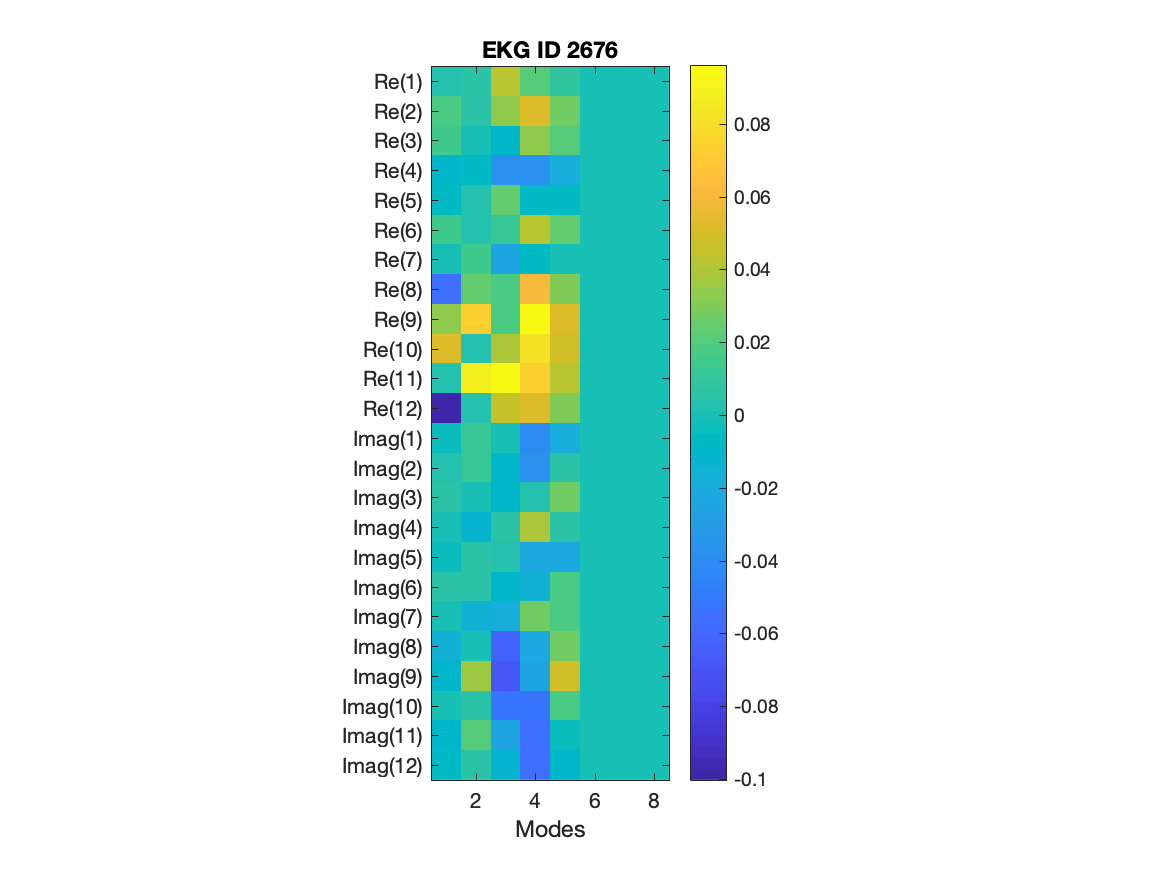 EKG ID 2676
Re(1)
Re(2)
Re(3)
Re(4)
Re(5)
Re(6)
Re(7)
Re(8)
Re(9)
Re(10)
Re(11)
Re(12)
Imag(1)
Imag(2)
Imag(3)
Imag(4)
Imag(5)
Imag(6)
Imag(7)
Imag(8)
Imag(9)
Imag(10)
Imag(11)
Imag(12)
2 4 6 8
Modes
0.08
0.06
0.04
0.02
0
-0.02
-0.04
-0.06
-0.08
-0.1